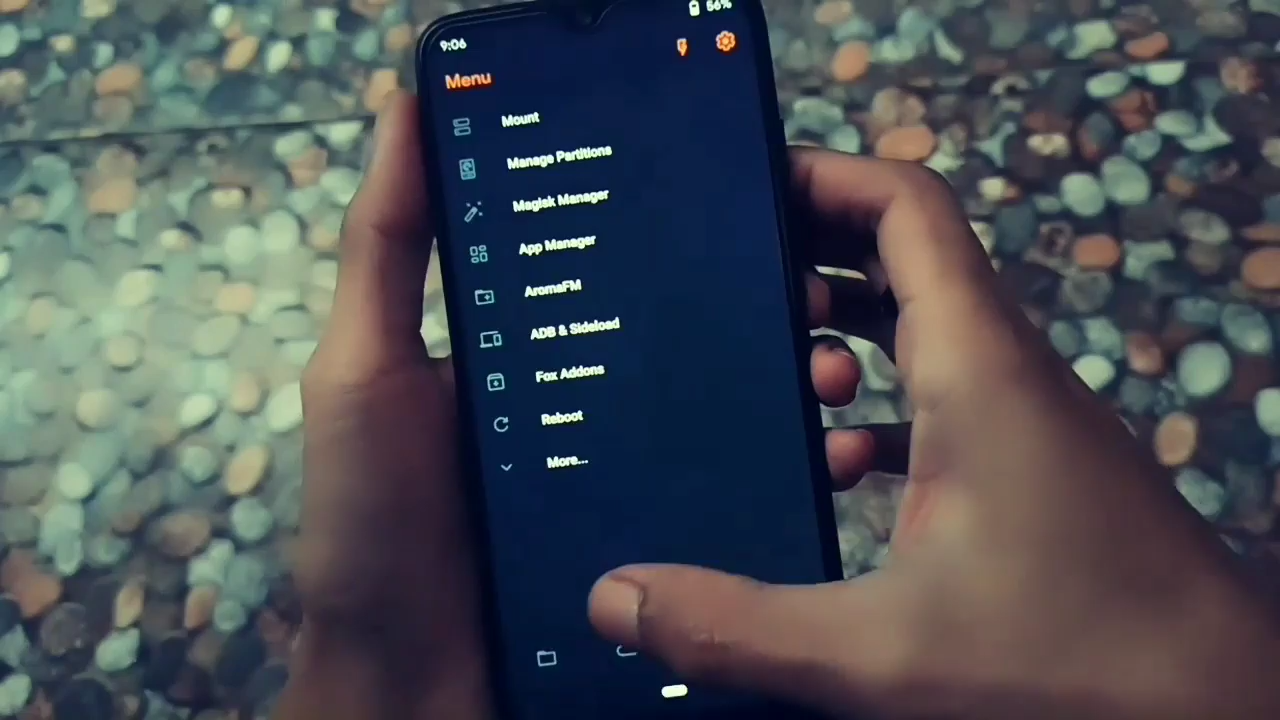 9:06
56%
Menu
Mount
Manage Partitions
Magisk Manager
App Manager
AromaFM
ADB & Sideload
Fox Addons
Reboot
More...